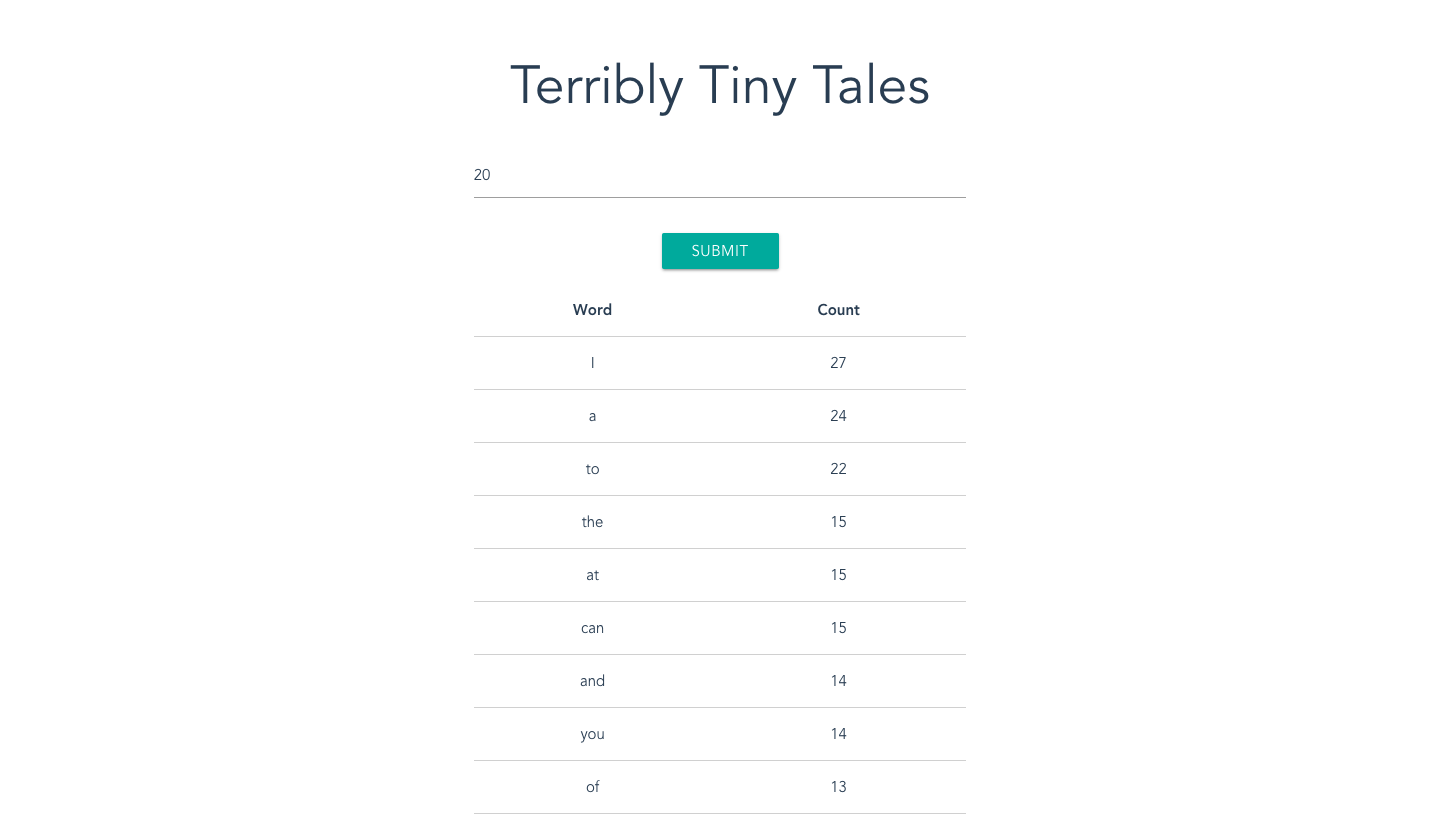 Terribly Tiny Tales
20
SUBMIT
Word Count
I 27
a 24
to 22
the 15
at 15
can 15
and 14
you 14
of 13